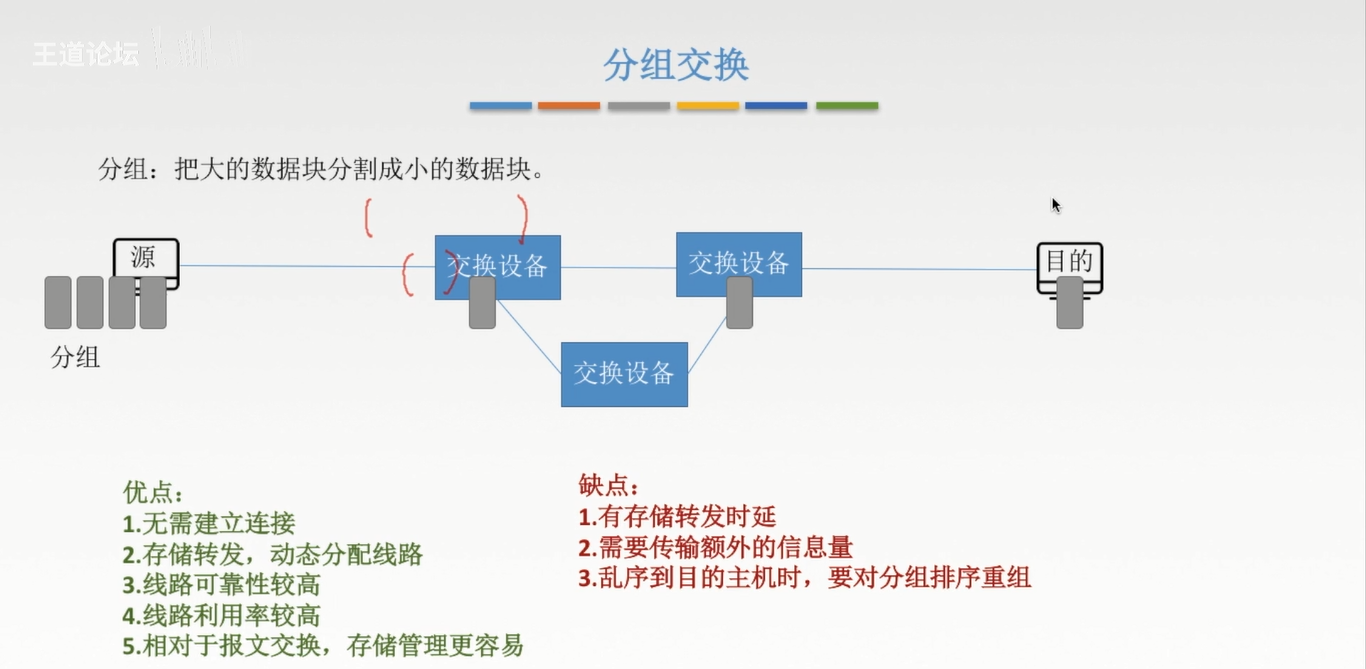 王道论坛
分组交换
分组：把大的数据块分割成小的数据块。
源
交换设备
交换设备
目的
分组
交换设备
优点：
1.无需建立连接
2.存储转发，动态分配线路
3.线路可靠性较高
4.线路利用率较高
5.相对于报文交换，存储管理更容易
缺点：
1.有存储转发时延
2.需要传输额外的信息量
3.乱序到目的主机时，要对分组排序重组